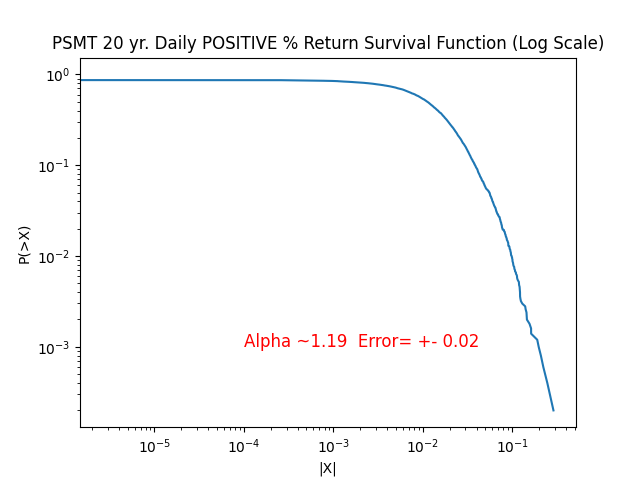 PSMT 20 yr. Daily POSITIVE % Return Survival Function (Log Scale)
10⁰
10⁻¹
10⁻²
10⁻³
P(>X)
Alpha ~1.19  Error= +- 0.02
10⁻⁵ 10⁻⁴ 10⁻³ 10⁻² 10⁻¹
|X|